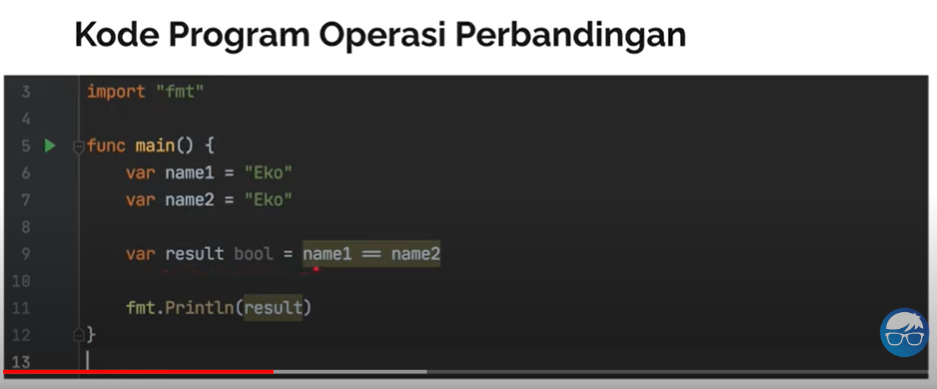 Kode Program Operasi Perbandingan
3 import "fmt"
4
5 func main() {
6 var name1 = "Eko"
7 var name2 = "Eko"
8
9 var result bool = name1 == name2
10
11 fmt.Println(result)
12 }
13